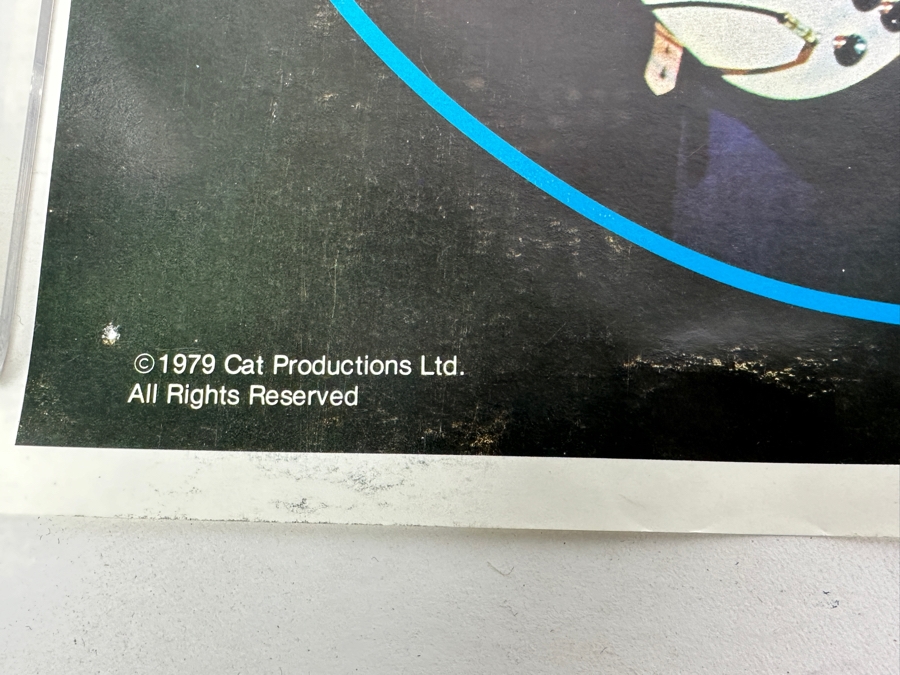 ©1979 Cat Productions Ltd.
All Rights Reserved